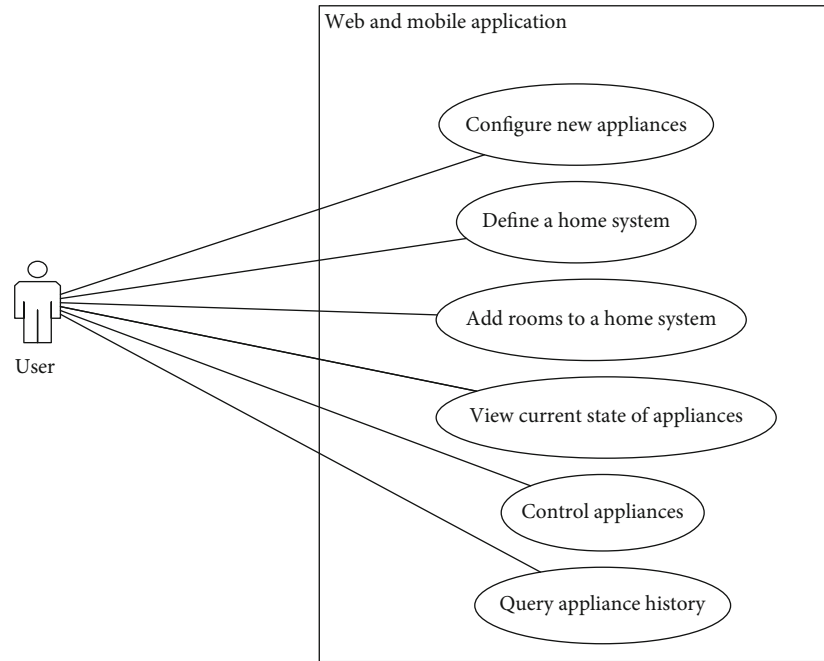 Web and mobile application
Configure new appliances
Define a home system
Add rooms to a home system
User
View current state of appliances
Control appliances
Query appliance history